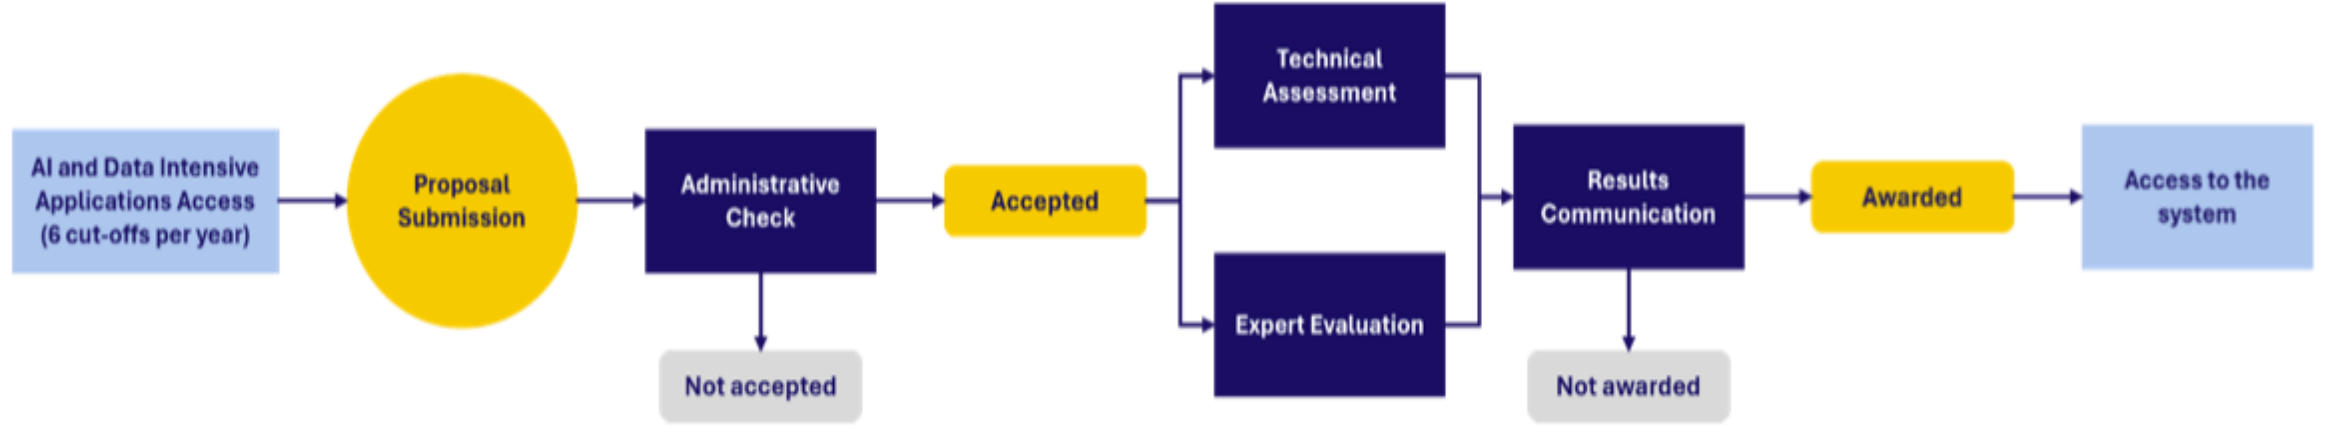 AI and Data Intensive
Applications Access
(6 cut-offs per year)
Proposal
Submission
Administrative
Check
Not accepted
Accepted
Technical
Assessment
Expert Evaluation
Results
Communication
Not awarded
Awarded
Access to the
system